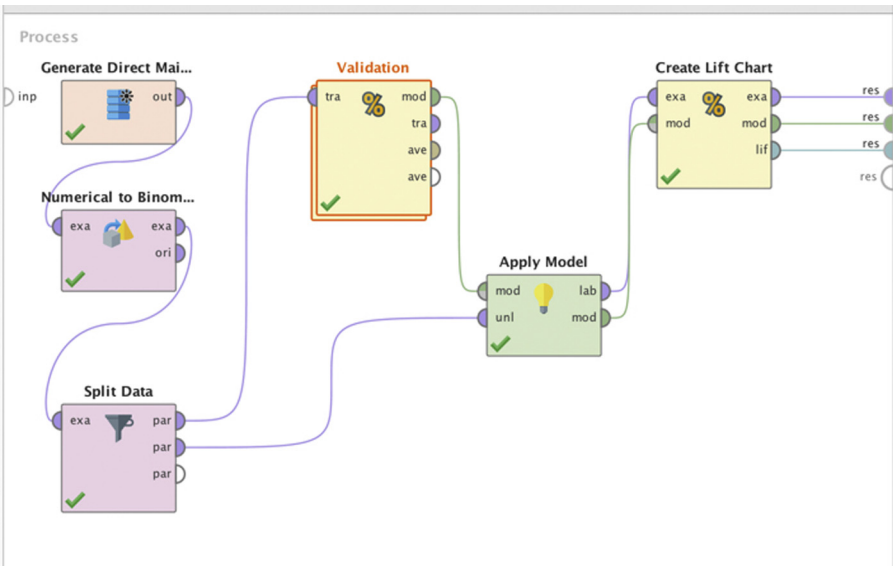 Process
Generate Direct Mai...
inp
out
Numerical to Binom...
exa
exa
ori
Split Data
exa
par
par
par
Validation
tra
mod
tra
ave
ave
Apply Model
mod
lab
unl
mod
Create Lift Chart
exa
exa
mod
mod
lif
res
res
res
res